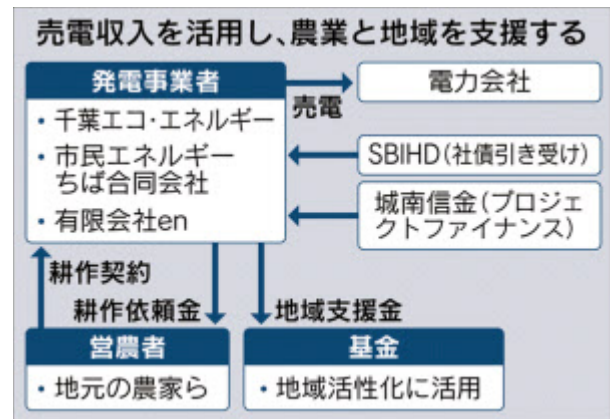 売電収入を活用し、農業と地域を支援する
発電事業者
・千葉エコ・エネルギー
・市民エネルギー
ちば合同会社
・有限会社en
売電
電力会社
SBIHD(社債引き受け)
城南信金(プロジェ
クトファイナンス)
耕作契約
耕作依頼金
地域支援金
営農者
・地元の農家ら
基金
・地域活性化に活用